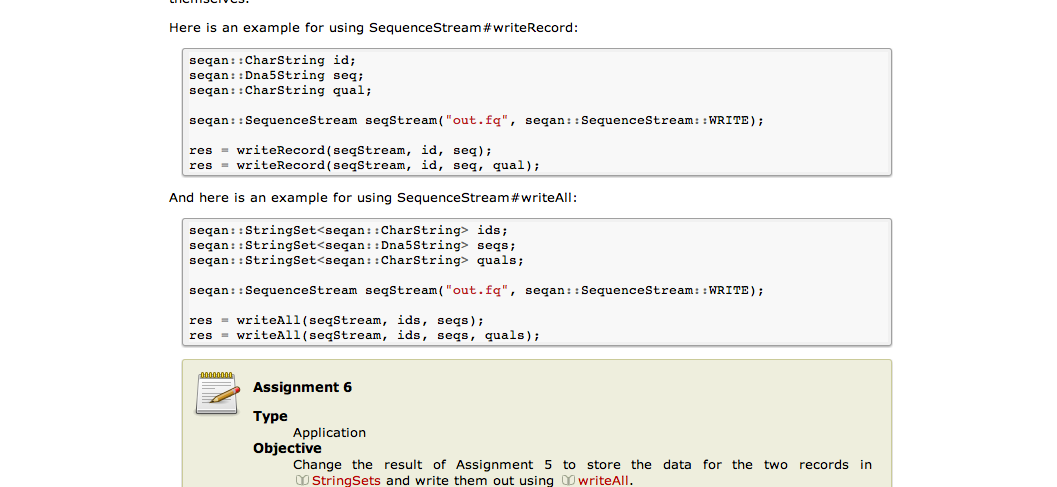 themselves.
Here is an example for using SequenceStream#writeRecord:
seqan::CharString id;
seqan::Dna5String seq;
seqan::CharString qual;
seqan::SequenceStream seqStream("out.fq", seqan::SequenceStream::WRITE);
res = writeRecord(seqStream, id, seq);
res = writeRecord(seqStream, id, seq, qual);
And here is an example for using SequenceStream#writeAll:
seqan::StringSet<seqan::CharString> ids;
seqan::StringSet<seqan::Dna5String> seqs;
seqan::StringSet<seqan::CharString> quals;
seqan::SequenceStream seqStream("out.fq", seqan::SequenceStream::WRITE);
res = writeAll(seqStream, ids, seqs);
res = writeAll(seqStream, ids, seqs, quals);
Assignment 6
Type
Application
Objective
Change the result of Assignment 5 to store the data for the two records in
StringSets and write them out using writeAll.